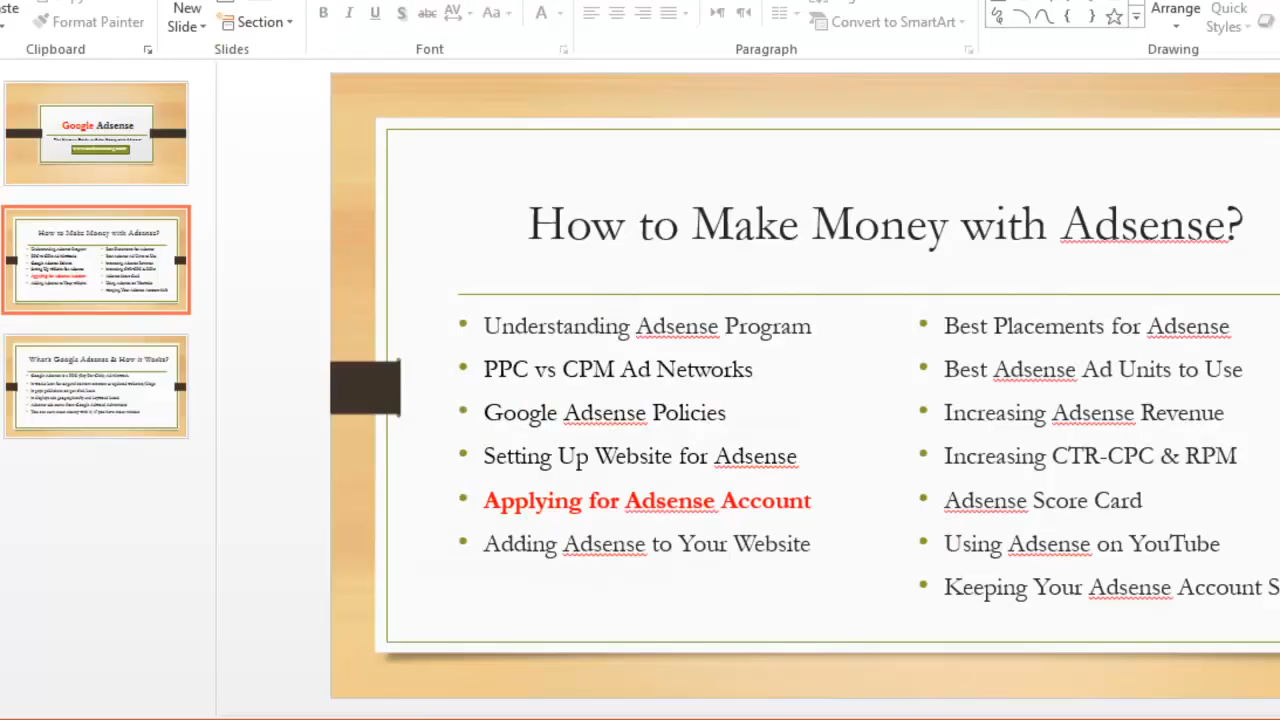 New
Slide
Section
Format Painter
Clipboard
Slides
B I U S abc AV Aa A
Font
Convert to SmartArt
Paragraph
Arrange
Quick
Styles
Drawing
Google Adsense
How to Make Money with Adsense?
Understanding Adsense Program
PPC vs CPM Ad Networks
Google Adsense Policies
Setting Up Website for Adsense
Applying for Adsense Account
Adding Adsense to Your Website
Best Placements for Adsense
Best Adsense Ad Units to Use
Increasing Adsense Revenue
Increasing CTR-CPC & RPM
Adsense Score Card
Using Adsense on YouTube
Keeping Your Adsense Account S
How to Make Money with Adsense?
What's Google Adsense & How it Works?